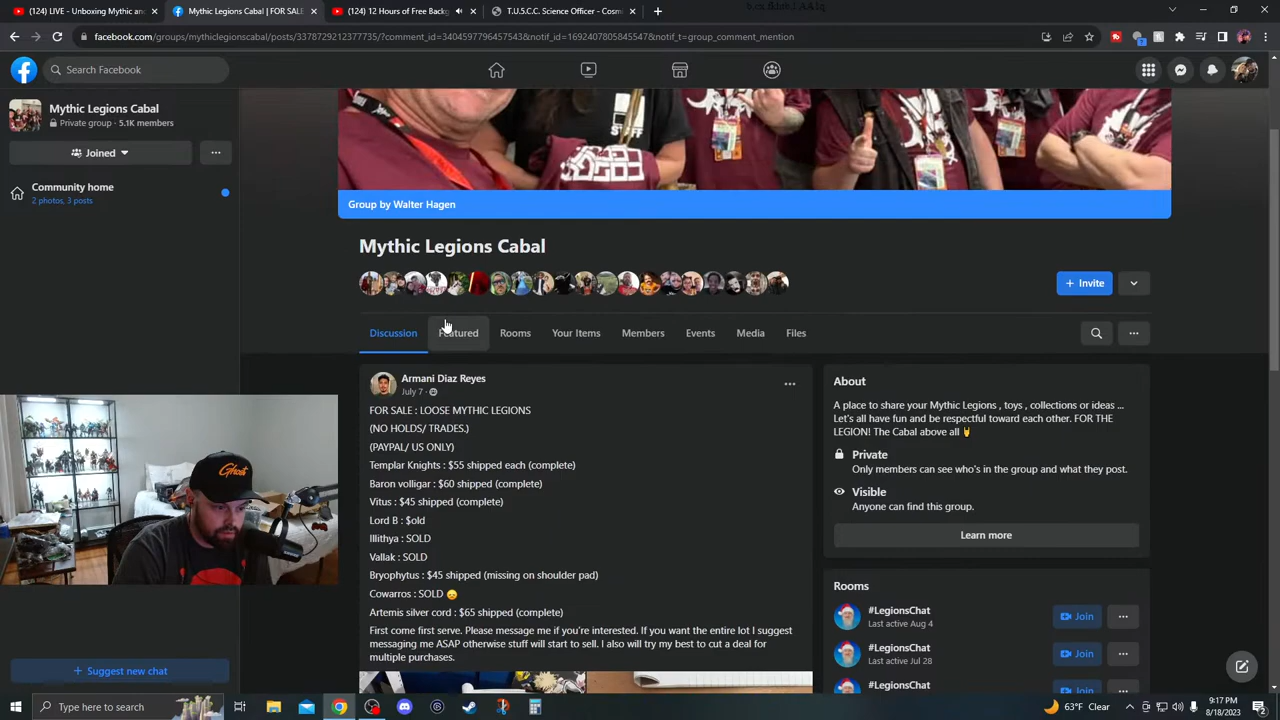 (124) LIVE - Unboxing Mythic an
Mythic Legions Cabal | FOR SALE
(124) 12 Hours of Free Backg
T.U.5.C.C. Science Officer - Cosm
facebook.com/groups/mythiclegionscabal/posts/3378729212377735/?comment_id=3404597796457543&notif_id=1692407805845547&notif_t=group_comment_mention
Search Facebook
Mythic Legions Cabal
Private group · 5.1K members
Joined
Community home
2 photos, 3 posts
STAFF
Group by Walter Hagen
Mythic Legions Cabal
+ Invite
Discussion
Featured
Rooms
Your Items
Members
Events
Media
Files
Armani Diaz Reyes
July 7 ·
FOR SALE : LOOSE MYTHIC LEGIONS
(NO HOLDS/ TRADES.)
(PAYPAL/ US ONLY)
Templar Knights : $55 shipped each (complete)
Baron volligar : $60 shipped (complete)
Vitus : $45 shipped (complete)
Lord B : $old
Illithya : SOLD
Vallak : SOLD
Bryophytus : $45 shipped (missing on shoulder pad)
Cowarros : SOLD 😞
Artemis silver cord : $65 shipped (complete)
First come first serve. Please message me if you're interested. If you want the entire lot I suggest
messaging me ASAP otherwise stuff will start to sell. I also will try my best to cut a deal for
multiple purchases.
About
A place to share your Mythic Legions , toys , collections or ideas ...
Let's all have fun and be respectful toward each other. FOR THE
LEGION! The Cabal above all 🤘
Private
Only members can see who's in the group and what they post.
Visible
Anyone can find this group.
Learn more
Rooms
#LegionsChat
Last active Aug 4
Join
#LegionsChat
Last active Jul 28
Join
#LegionsChat
Join
Ghost
+ Suggest new chat
Type here to search
63°F Clear
9:17 PM
8/18/2023
2